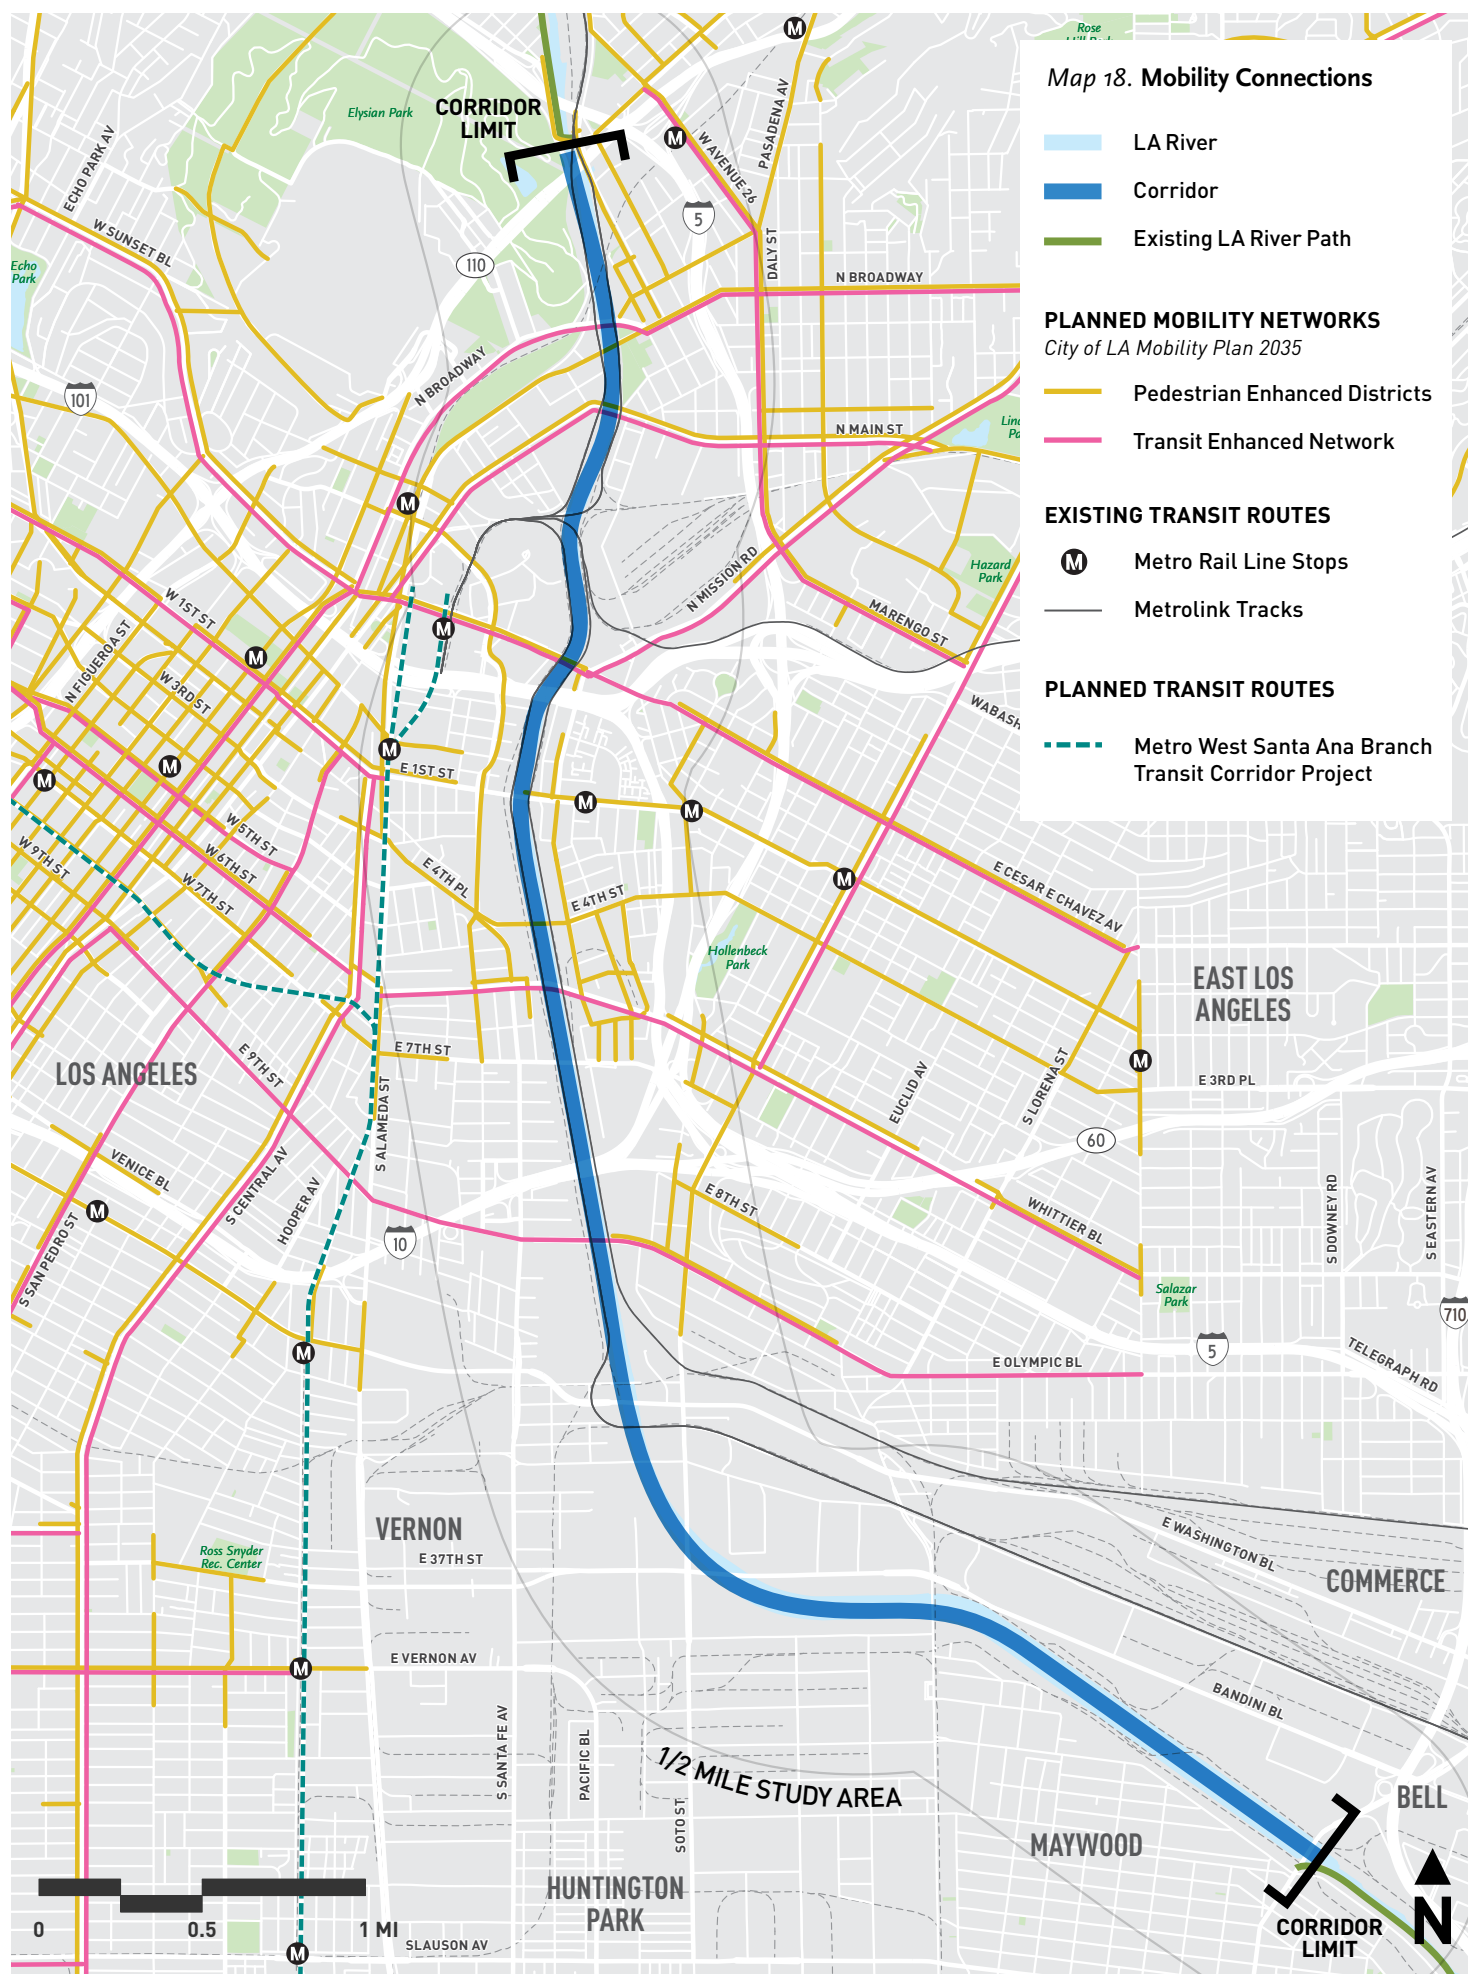 Map 18. Mobility Connections
LA River
Corridor
Existing LA River Path
PLANNED MOBILITY NETWORKS
City of LA Mobility Plan 2035
Pedestrian Enhanced Districts
Transit Enhanced Network
EXISTING TRANSIT ROUTES
M
Metro Rail Line Stops
Metrolink Tracks
PLANNED TRANSIT ROUTES
Metro West Santa Ana Branch
Transit Corridor Project
Rose
M
Elysian Park
CORRIDOR
LIMIT
M
W AVENUE 26
PASADENA AV
ECHO PARK AV
5
W SUNSET BL
110
DALY ST
Echo
Park
N BROADWAY
N BROADWAY
101
N MAIN ST
M
Hazard
Park
N MISSION RD
MARENGO ST
W 1ST ST
N FIGUEROA ST
M
M
W 3RD ST
WABASH
M
M
M
E 1ST ST
M
M
W 5TH ST
W 6TH ST
W 7TH ST
W 9TH ST
E 4TH PL
E 4TH ST
M
E CESAR E CHAVEZ AV
Hollenbeck
Park
EAST LOS
ANGELES
LOS ANGELES
E 9TH ST
E 7TH ST
M
E 3RD PL
EUCLID AV
S LORENA ST
S ALAMEDA ST
60
VENICE BL
M
S CENTRAL AV
HOOPER AV
E 8TH ST
WHITTIER BL
S DOWNEY RD
S EASTERN AV
S SAN PEDRO ST
10
Salazar
Park
710
5
M
E OLYMPIC BL
TELEGRAPH RD
VERNON
E 37TH ST
Ross Snyder
Rec. Center
E WASHINGTON BL
COMMERCE
E VERNON AV
M
BANDINI BL
S SANTA FE AV
PACIFIC BL
1/2 MILE STUDY AREA
SOTO ST
BELL
MAYWOOD
HUNTINGTON
PARK
0
0.5
1 MI
SLAUSON AV
M
CORRIDOR
LIMIT
N